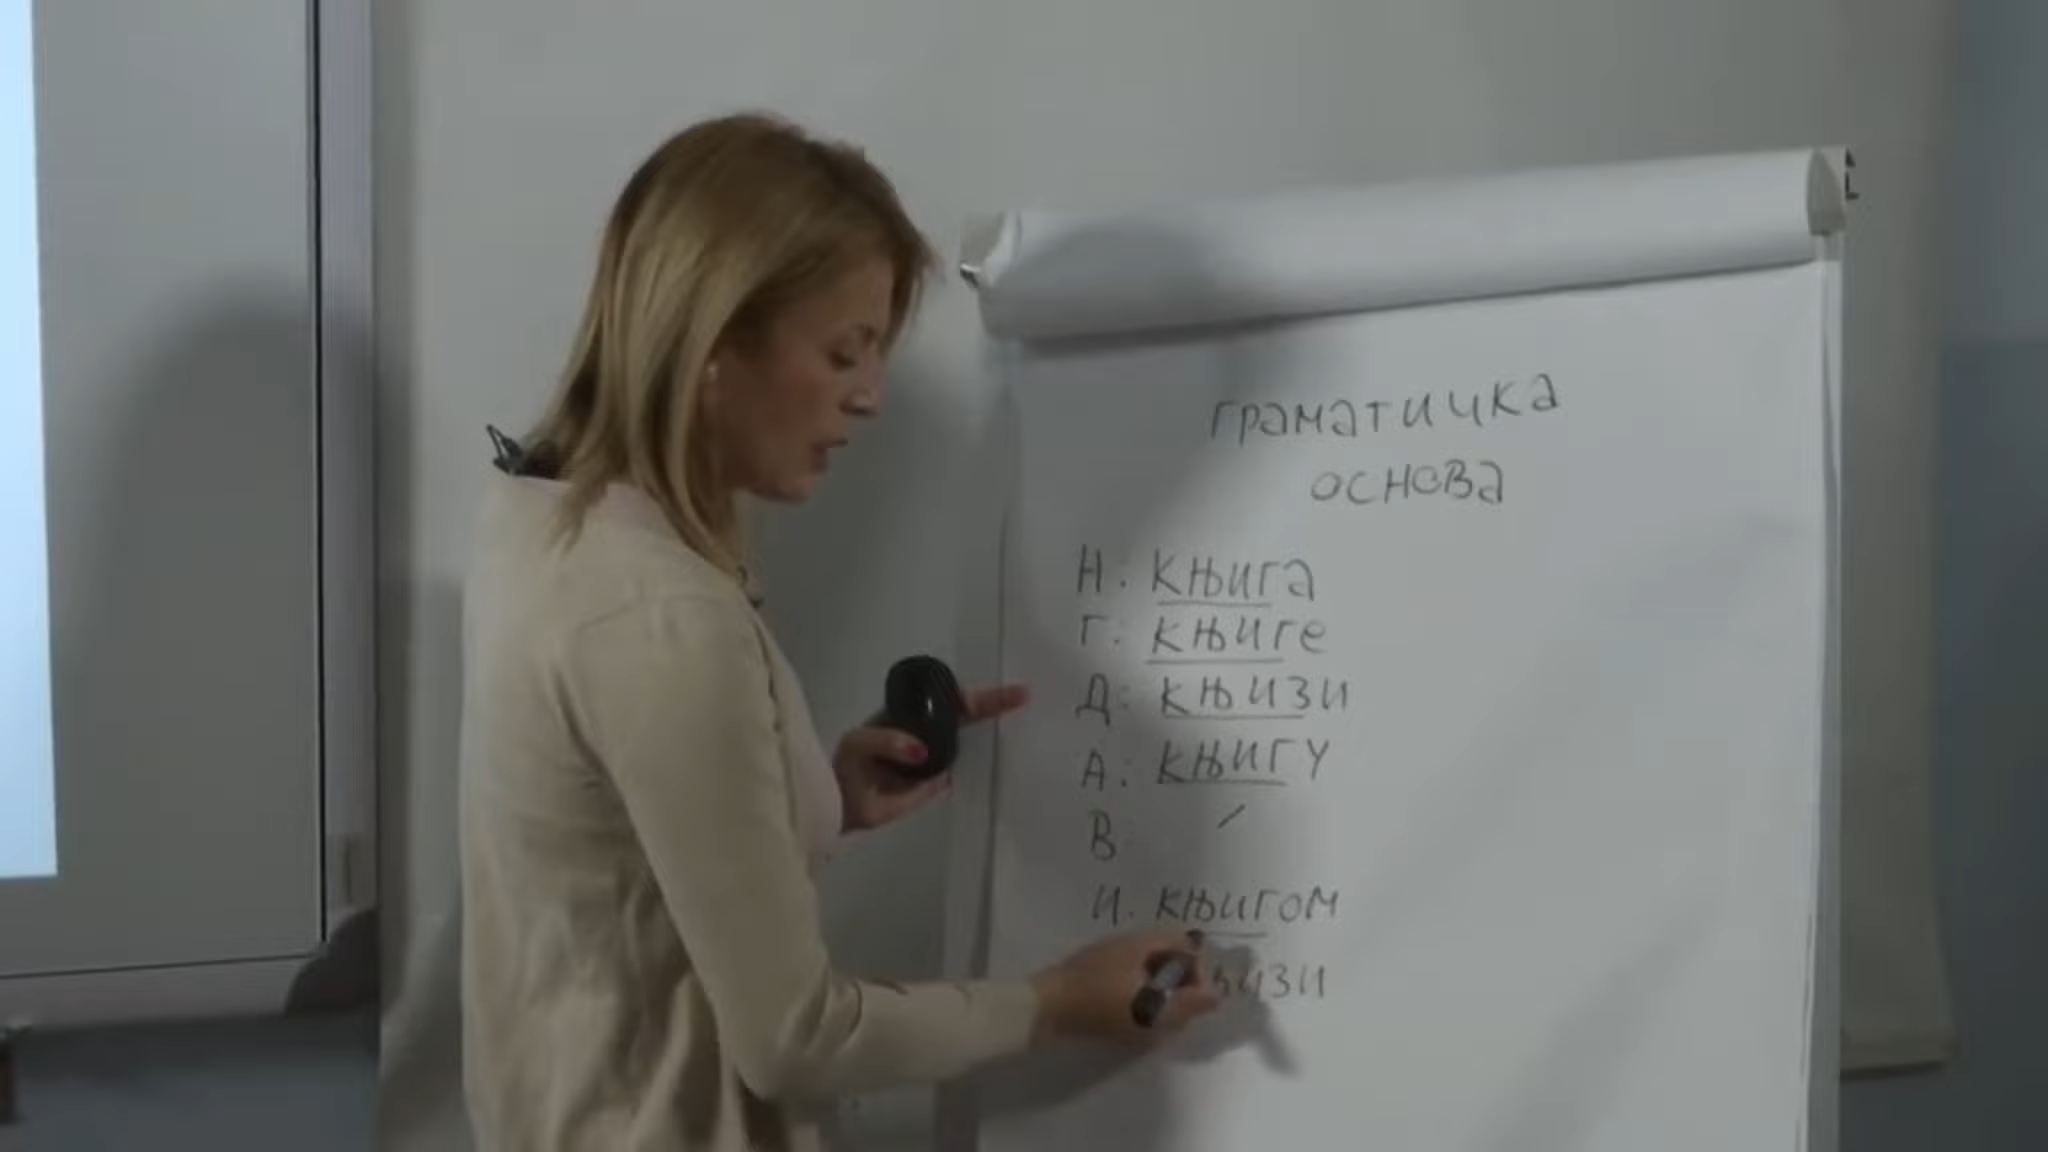 граматичка
основа
Н. књига
Г. књиге
Д: књизи
А: књигу
В /
И. књигом